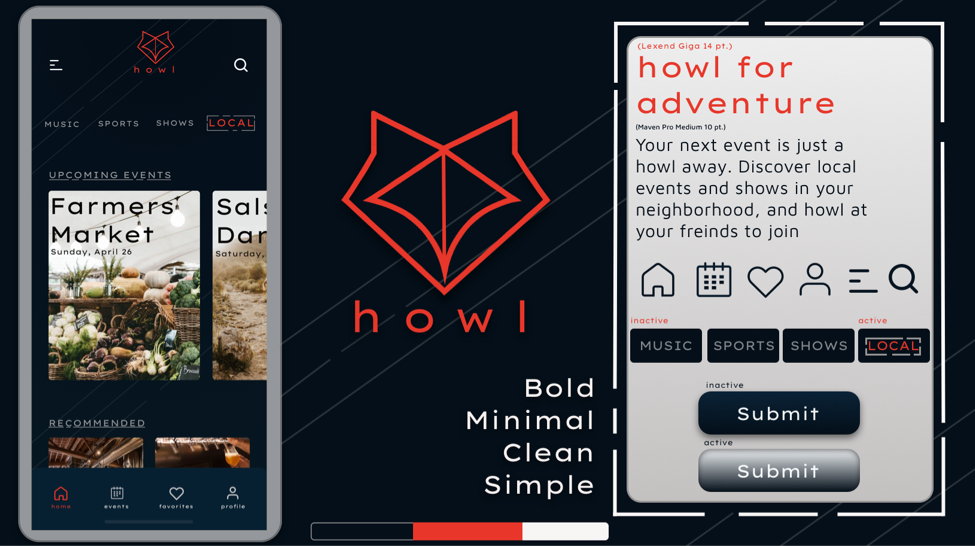 howl
MUSIC SPORTS SHOWS LOCAL
UPCOMING EVENTS
Farmers'
Market
Sunday, April 26
Sals
Dar
Saturday,
RECOMMENDED
home events favorites profile
howl
Bold
Minimal
Clean
Simple
(Lexend Giga 14 pt.)
howl for
adventure
(Maven Pro Medium 10 pt.)
Your next event is just a
howl away. Discover local
events and shows in your
neighborhood, and howl at
your freinds to join
inactive active
MUSIC SPORTS SHOWS LOCAL
inactive
Submit
active
Submit